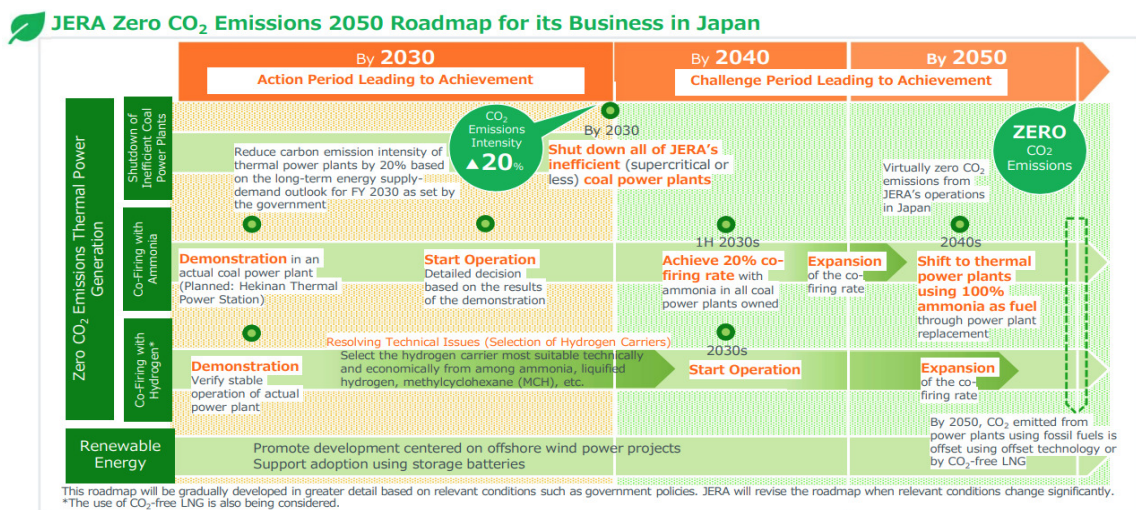 JERA Zero CO₂ Emissions 2050 Roadmap for its Business in Japan
By 2030
Action Period Leading to Achievement
By 2040
By 2050
Challenge Period Leading to Achievement
Zero CO₂ Emissions Thermal Power
Generation
Shutdown of
Inefficient Coal
Power Plants
Reduce carbon emission intensity of
thermal power plants by 20% based
on the long-term energy supply-
demand outlook for FY 2030 as set by
the government
CO₂
Emissions
Intensity
▲20%
By 2030
Shut down all of JERA's
inefficient (supercritical or
less) coal power plants
Virtually zero CO₂
emissions from
JERA's operations
in Japan
ZERO
CO₂
Emissions
Co-Firing with
Ammonia
Demonstration in an
actual coal power plant
(Planned: Hekinan Thermal
Power Station)
Start Operation
Detailed decision
based on the results
of the demonstration
1H 2030s
Achieve 20% co-
firing rate with
ammonia in all coal
power plants owned
Expansion
of the co-
firing rate
2040s
Shift to thermal
power plants
using 100%
ammonia as fuel
through power plant
replacement
Co-Firing with
Hydrogen*
Demonstration
Verify stable
operation of actual
power plant
Resolving Technical Issues (Selection of Hydrogen Carriers)
Select the hydrogen carrier most suitable technically
and economically from among ammonia, liquified
hydrogen, methylcyclohexane (MCH), etc.
2030s
Start Operation
Expansion
of the co-
firing rate
By 2050, CO₂ emitted from
power plants using fossil fuels is
offset using offset technology or
by CO₂-free LNG
Renewable
Energy
Promote development centered on offshore wind power projects
Support adoption using storage batteries
This roadmap will be gradually developed in greater detail based on relevant conditions such as government policies. JERA will revise the roadmap when relevant conditions change significantly.
*The use of CO₂-free LNG is also being considered.